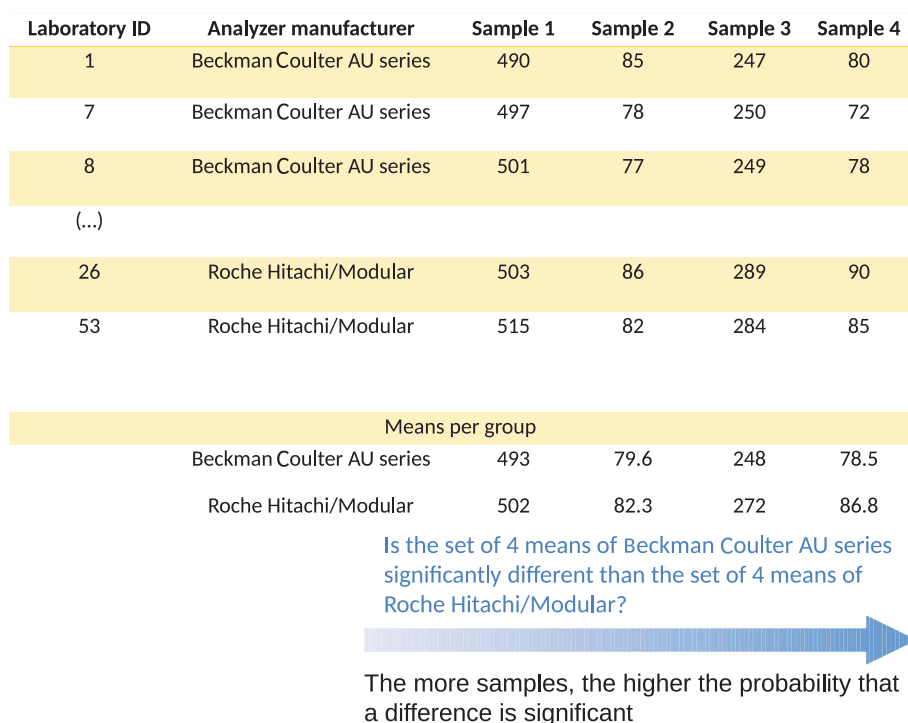 Laboratory ID Analyzer manufacturer Sample 1 Sample 2 Sample 3 Sample 4
1 Beckman Coulter AU series 490 85 247 80
7 Beckman Coulter AU series 497 78 250 72
8 Beckman Coulter AU series 501 77 249 78
(...)
26 Roche Hitachi/Modular 503 86 289 90
53 Roche Hitachi/Modular 515 82 284 85
Means per group
Beckman Coulter AU series 493 79.6 248 78.5
Roche Hitachi/Modular 502 82.3 272 86.8
Is the set of 4 means of Beckman Coulter AU series
significantly different than the set of 4 means of
Roche Hitachi/Modular?
The more samples, the higher the probability that
a difference is significant